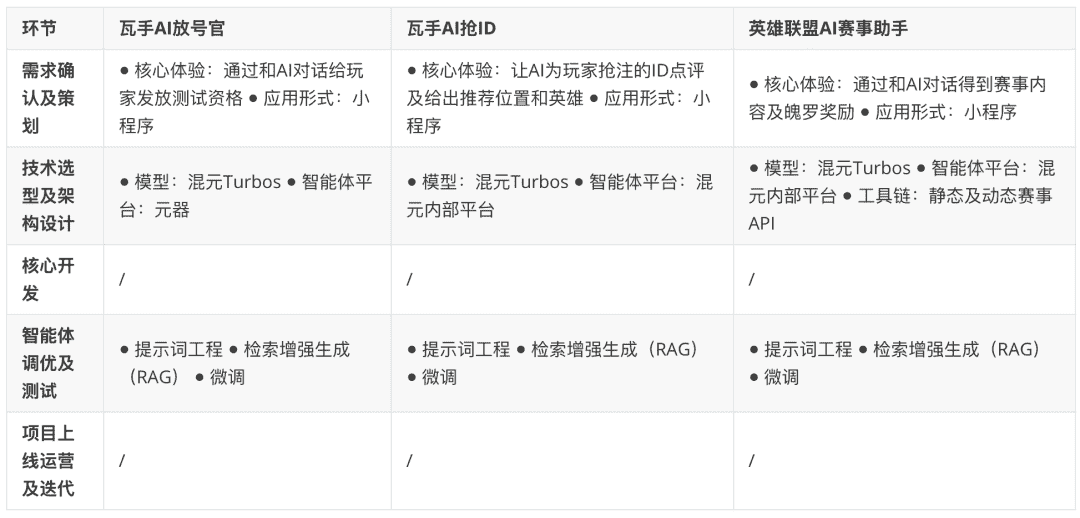 环节
瓦手AI放号官
瓦手AI抢ID
英雄联盟AI赛事助手
需求确
认及策
划
● 核心体验：通过和AI对话给玩
家发放测试资格 ● 应用形式：小
程序
● 核心体验：让AI为玩家抢注的ID点评
及给出推荐位置和英雄 ● 应用形式：小
程序
● 核心体验：通过和AI对话得到赛事内
容及魄罗奖励 ● 应用形式：小程序
技术选
型及架
构设计
● 模型：混元Turbos ● 智能体平
台：元器
● 模型：混元Turbos ● 智能体平台：混
元内部平台
● 模型：混元Turbos ● 智能体平台：混
元内部平台 ● 工具链：静态及动态赛事
API
核心开
发
/
/
/
智能体
调优及
测试
● 提示词工程 ● 检索增强生成
（RAG） ● 微调
● 提示词工程 ● 检索增强生成（RAG）
● 微调
● 提示词工程 ● 检索增强生成（RAG）
● 微调
项目上
线运营
及迭代
/
/
/